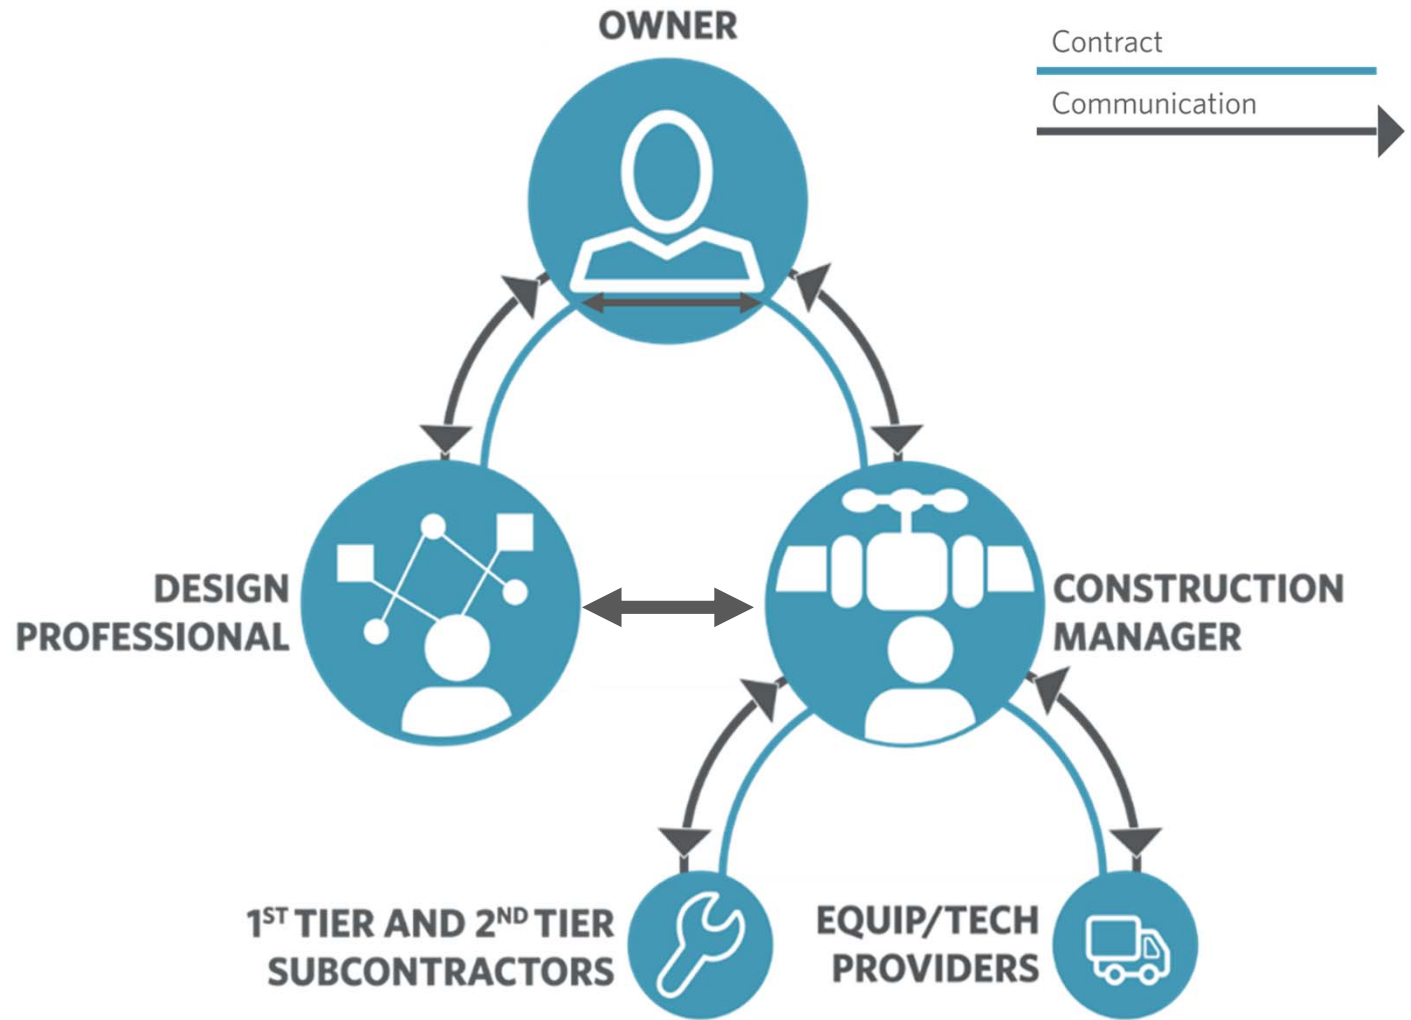 OWNER
Contract
Communication
DESIGN
PROFESSIONAL
CONSTRUCTION
MANAGER
1ST TIER AND 2ND TIER
SUBCONTRACTORS
EQUIP/TECH
PROVIDERS